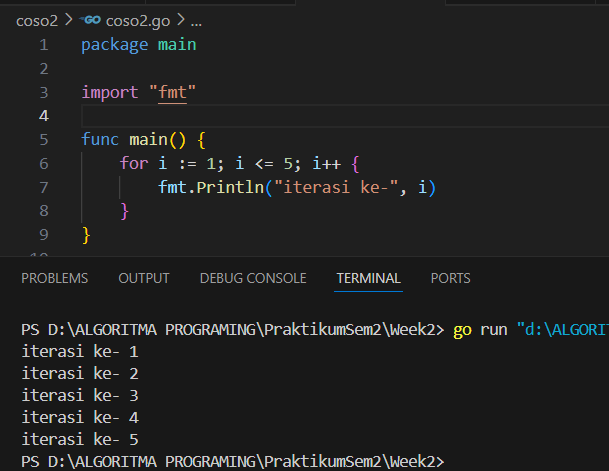 coso2 > GO coso2.go > ...
1 package main
2
3 import "fmt"
4
5 func main() {
6 for i := 1; i <= 5; i++ {
7 fmt.Println("iterasi ke-", i)
8 }
9 }
PROBLEMS OUTPUT DEBUG CONSOLE TERMINAL PORTS
PS D:\ALGORITMA PROGRAMING\PraktikumSem2\Week2> go run "d:\ALGORIT
iterasi ke- 1
iterasi ke- 2
iterasi ke- 3
iterasi ke- 4
iterasi ke- 5
PS D:\ALGORITMA PROGRAMING\PraktikumSem2\Week2>